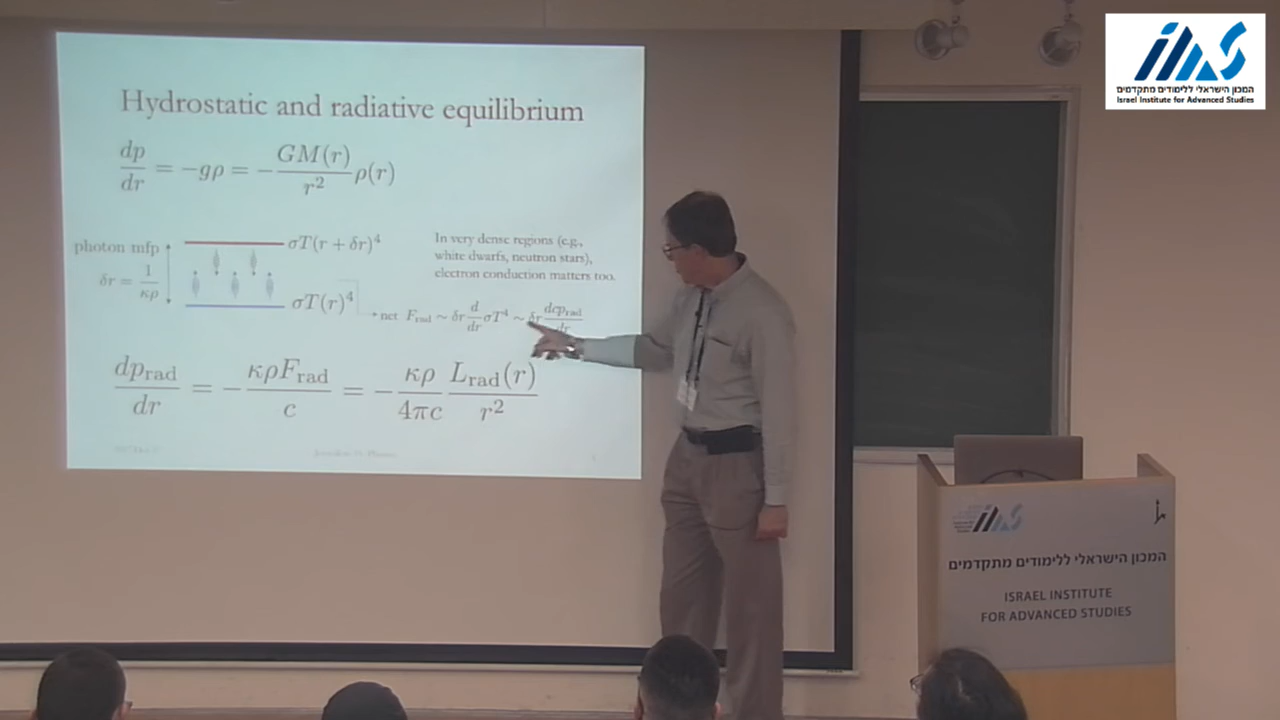 Hydrostatic and radiative equilibrium
dp/dr = −gρ = −GM(r)/r² ρ(r)
photon mfp
δr = 1/κρ
σT(r + δr)⁴
σT(r)⁴
In very dense regions (e.g.,
white dwarfs, neutron stars),
electron conduction matters too.
net F_rad ~ δr d/dr σT⁴ ~ δr dcp_rad/dr
dp_rad/dr = −κρF_rad/c = −κρ/4πc L_rad(r)/r²
המכון הישראלי ללימודים מתקדמים
Israel Institute for Advanced Studies
המכון הישראלי ללימודים מתקדמים
ISRAEL INSTITUTE
FOR ADVANCED STUDIES